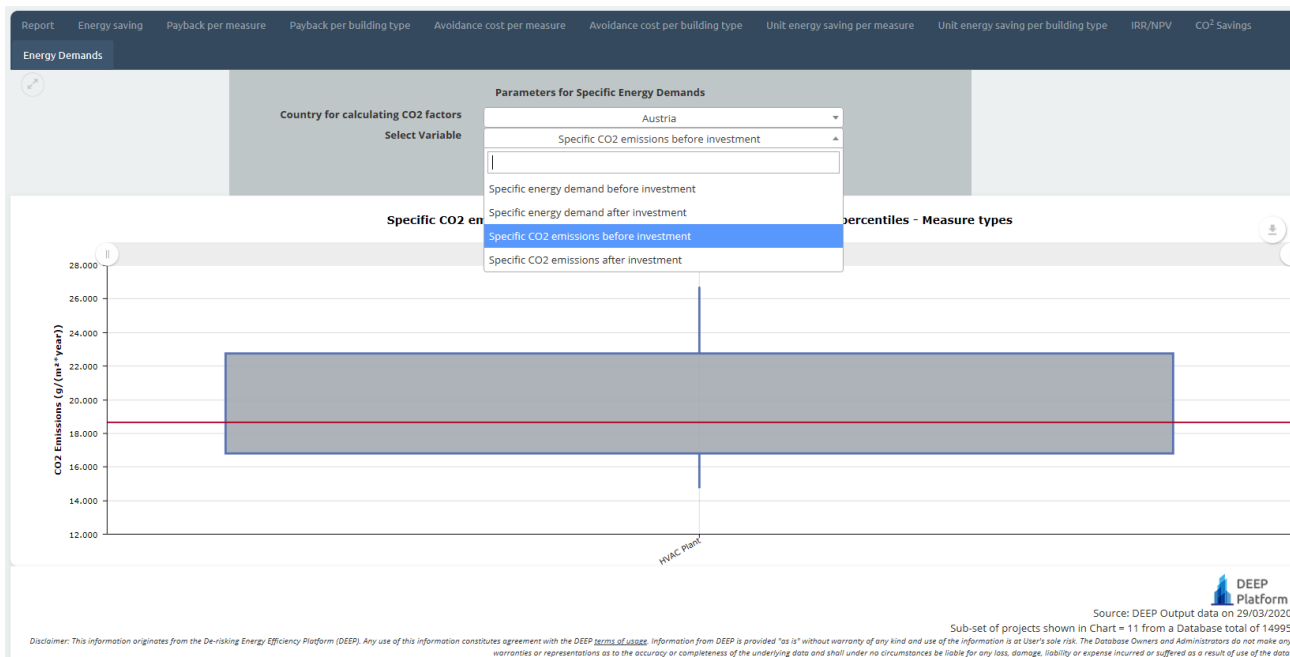 Report Energy saving Payback per measure Payback per building type Avoidance cost per measure Avoidance cost per building type Unit energy saving per measure Unit energy saving per building type IRR/NPV CO² Savings
Energy Demands
Parameters for Specific Energy Demands
Country for calculating CO2 factors Austria
Select Variable Specific CO2 emissions before investment
Specific energy demand before investment
Specific energy demand after investment
Specific CO2 em percentiles - Measure types
Specific CO2 emissions before investment
Specific CO2 emissions after investment
28.000
26.000
24.000
22.000
20.000
18.000
16.000
14.000
12.000
CO2 Emissions (g/(m²*year))
HVAC Plant
DEEP
Platform
Source: DEEP Output data on 29/03/2020
Sub-set of projects shown in Chart = 11 from a Database total of 14995
Disclaimer: This information originates from the De-risking Energy Efficiency Platform (DEEP). Any use of this information constitutes agreement with the DEEP terms of usage. Information from DEEP is provided "as is" without warranty of any kind and use of the information is at User's sole risk. The Database Owners and Administrators do not make any
warranties or representations as to the accuracy or completeness of the underlying data and shall under no circumstances be liable for any loss, damage, liability or expense incurred or suffered as a result of use of the data